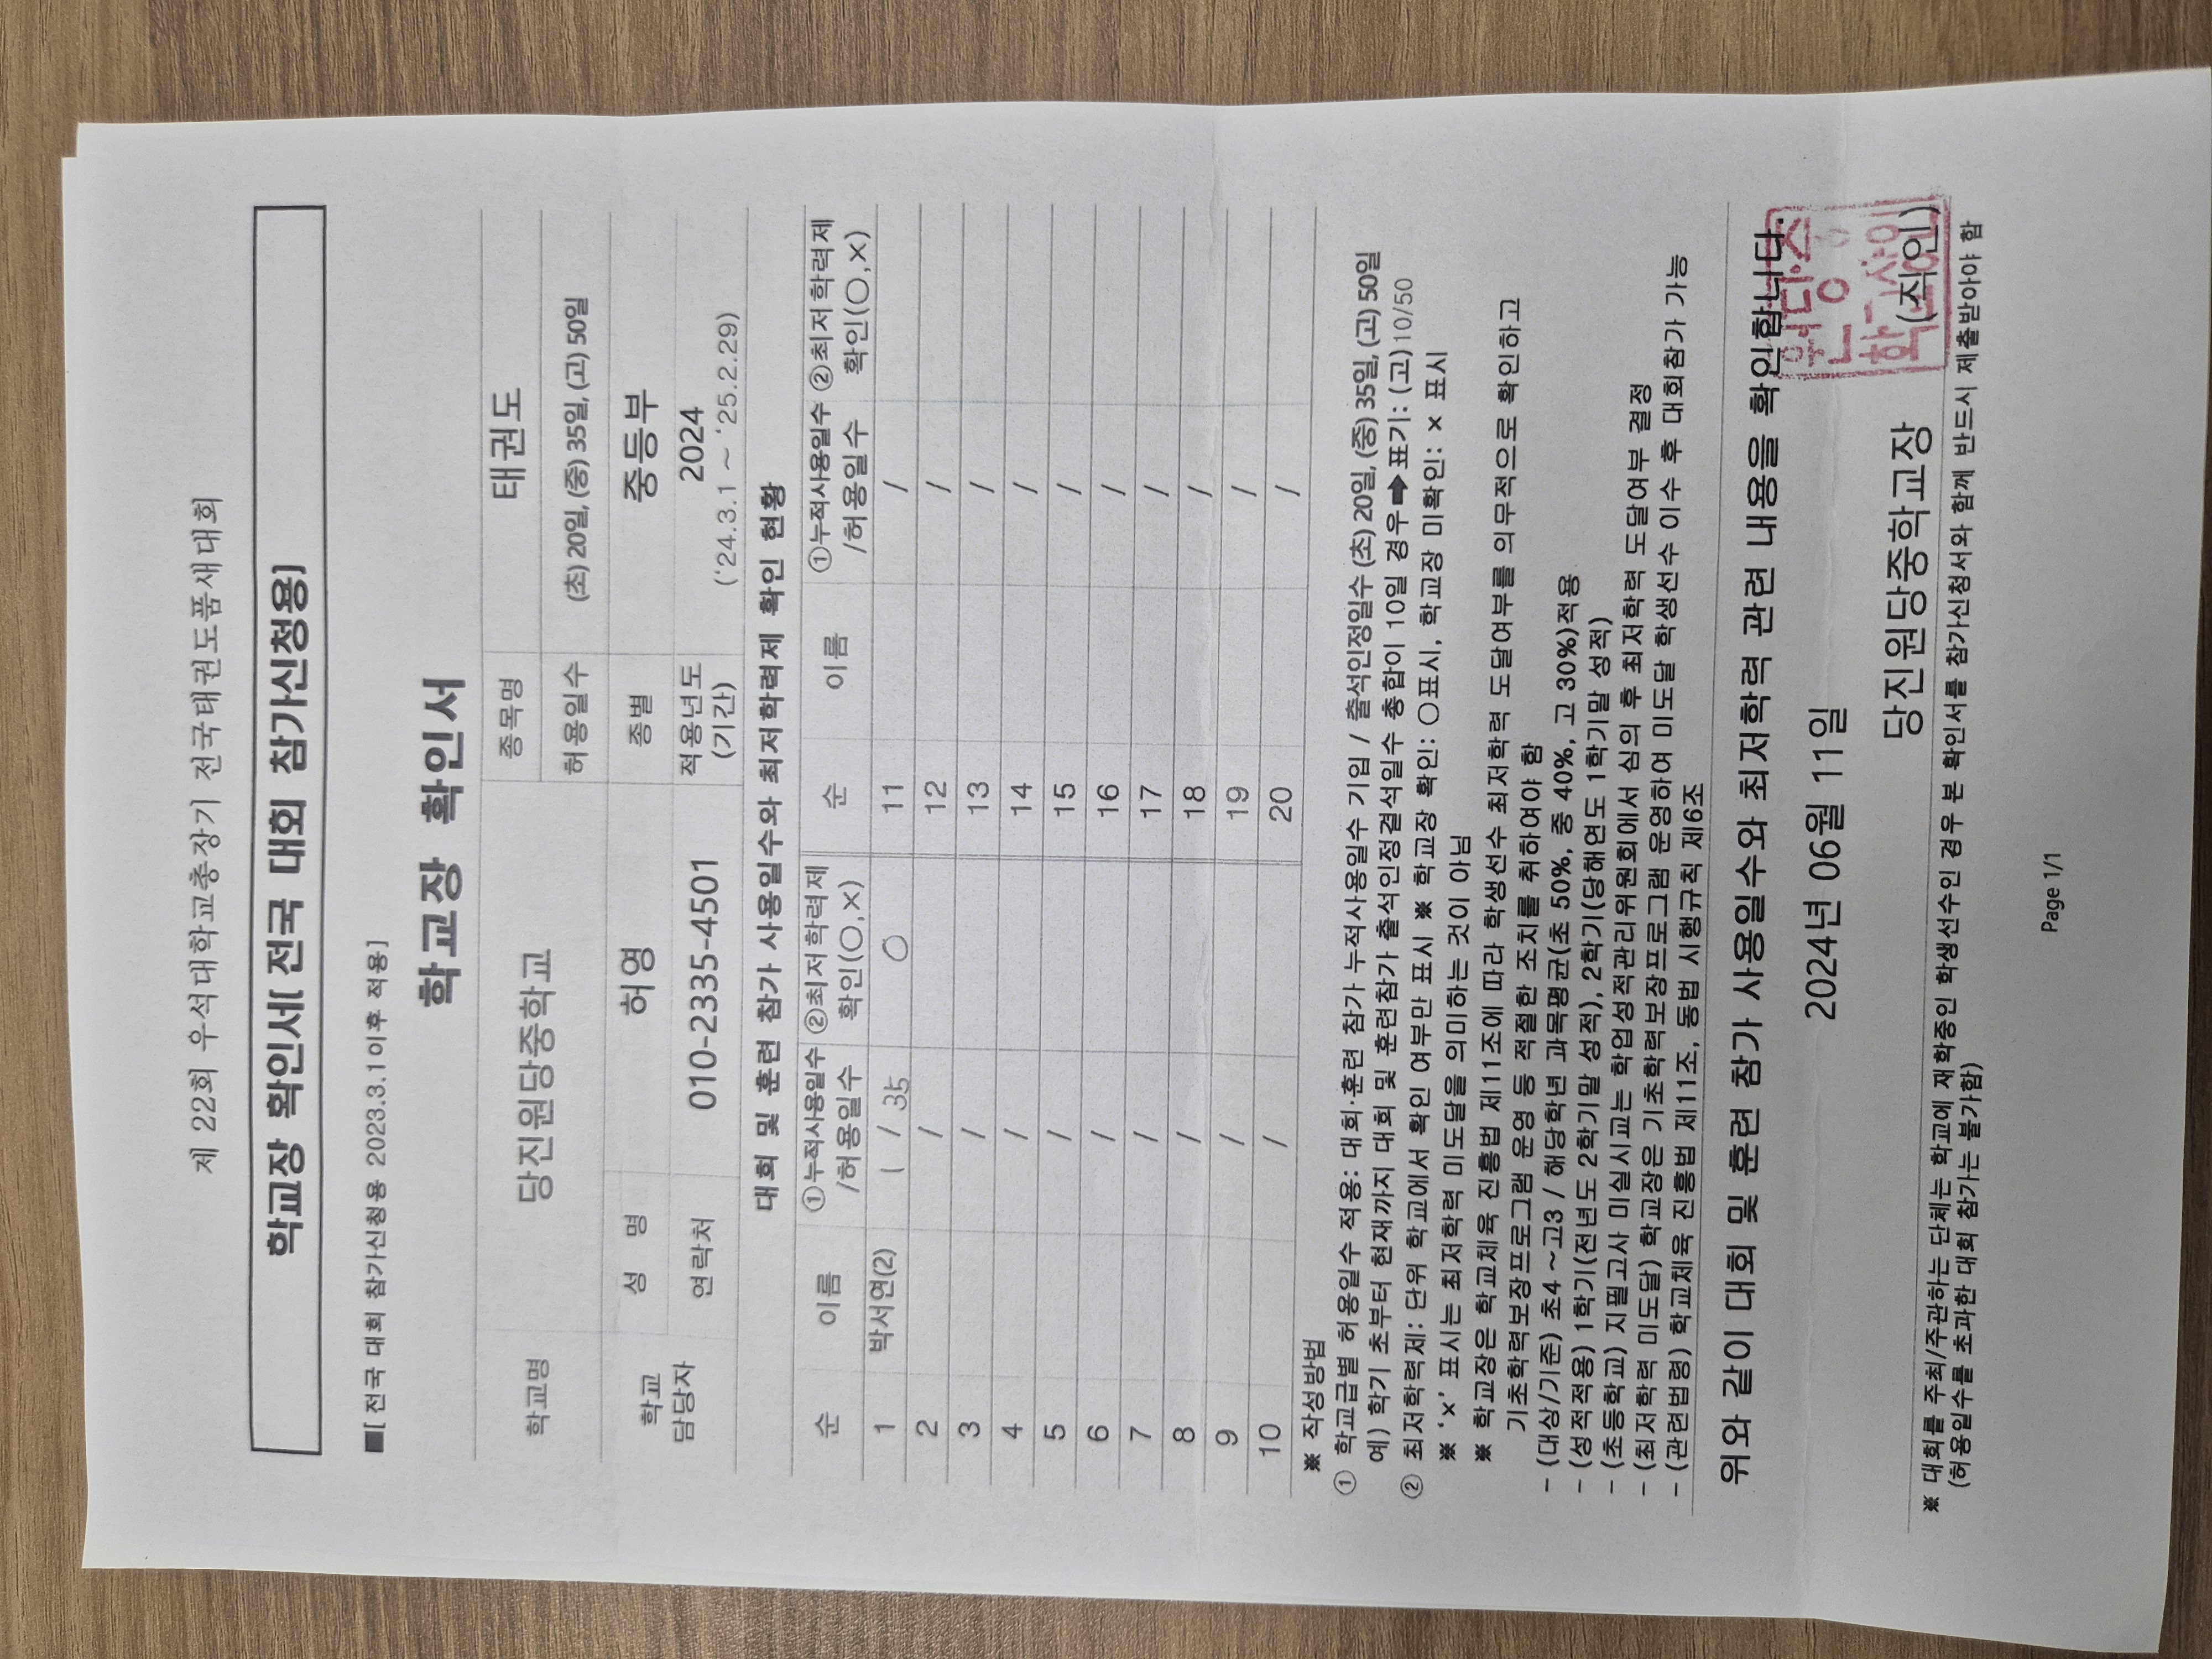 제 22회 우석대학교총장기 전국태권도품새대회
학교장 확인서[ 전국 대회 참가신청용]
■[ 전국 대회 참가신청용 2023.3.1이후 적용]
학교장 확인서
학교명 당진원당중학교 종목명 태권도
허용일수 (초) 20일, (중) 35일, (고) 50일
학교 담당자 성 명 허영 종별 중등부
연락처 010-2335-4501 적용년도 (기간) 2024 ('24.3.1 ~ '25.2.29)
대회 및 훈련 참가 사용일수와 최저학력제 확인 현황
순 이름 ①누적사용일수 /허용일수 ②최저학력제 확인(○,×) 순 이름 ①누적사용일수 /허용일수 ②최저학력제 확인(○,×)
1 박서연(2) 1 / 35 ○ 11 /
2 / 12 /
3 / 13 /
4 / 14 /
5 / 15 /
6 / 16 /
7 / 17 /
8 / 18 /
9 / 19 /
10 / 20 /
※ 작성방법
① 학교급별 허용일수 적용: 대회·훈련 참가 누적사용일수 기입 / 출석인정일수 (초) 20일, (중) 35일, (고) 50일
예) 학기 초부터 현재까지 대회 및 훈련참가 출석인정결석일수 총합이 10일 경우 ➡ 표기: (고) 10/50
② 최저학력제: 단위 학교에서 확인 여부만 표시 ※ 학교장 확인: ○표시, 학교장 미확인: × 표시
※ '×' 표시는 최저학력 미도달을 의미하는 것이 아님
※ 학교장은 학교체육 진흥법 제11조에 따라 학생선수 최저학력 도달여부를 의무적으로 확인하고
기초학력보장프로그램 운영 등 적절한 조치를 취하여야 함
- (대상/기준) 초4 ~고3 / 해당학년 과목평균(초 50%, 중 40%, 고 30%)적용
- (성적적용) 1학기(전년도 2학기말 성적), 2학기(당해연도 1학기말 성적)
- (초등학교) 지필고사 미실시교는 학업성적관리위원회에서 심의 후 최저학력 도달여부 결정
- (최저학력 미도달) 학교장은 기초학력보장프로그램 운영하여 미도달 학생선수 이수 후 대회참가 가능
- (관련법령) 학교체육 진흥법 제11조, 동법 시행규칙 제6조
위와 같이 대회 및 훈련 참가 사용일수와 최저학력 관련 내용을 확인합니다.
2024년 06월 11일
당진원당중학교장 (직인)
※ 대회를 주최/주관하는 단체는 학교에 재학중인 학생선수인 경우 본 확인서를 참가신청서와 함께 반드시 제출받아야 함
(허용일수를 초과한 대회 참가는 불가함)
Page 1/1